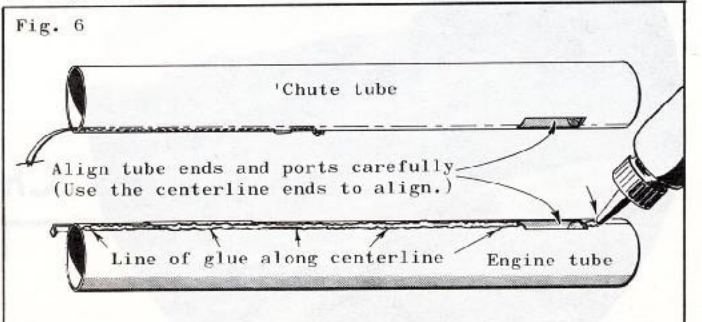 Fig. 6
'Chute tube
Align tube ends and ports carefully
(Use the centerline ends to align.)
Line of glue along centerline
Engine tube